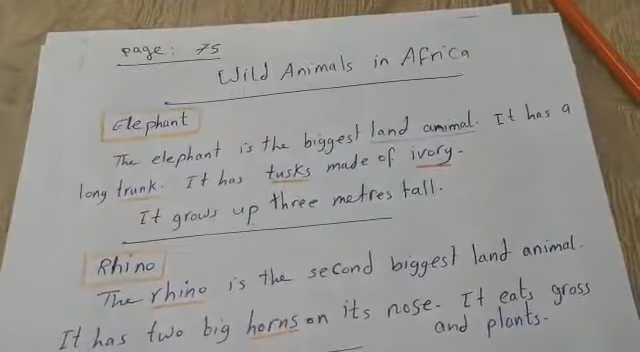 page: 75
Wild Animals in Africa
Elephant
The elephant is the biggest land animal. It has a
long trunk. It has tusks made of ivory.
It grows up three metres tall.
Rhino
The rhino is the second biggest land animal.
It has two big horns on its nose. It eats grass
and plants.